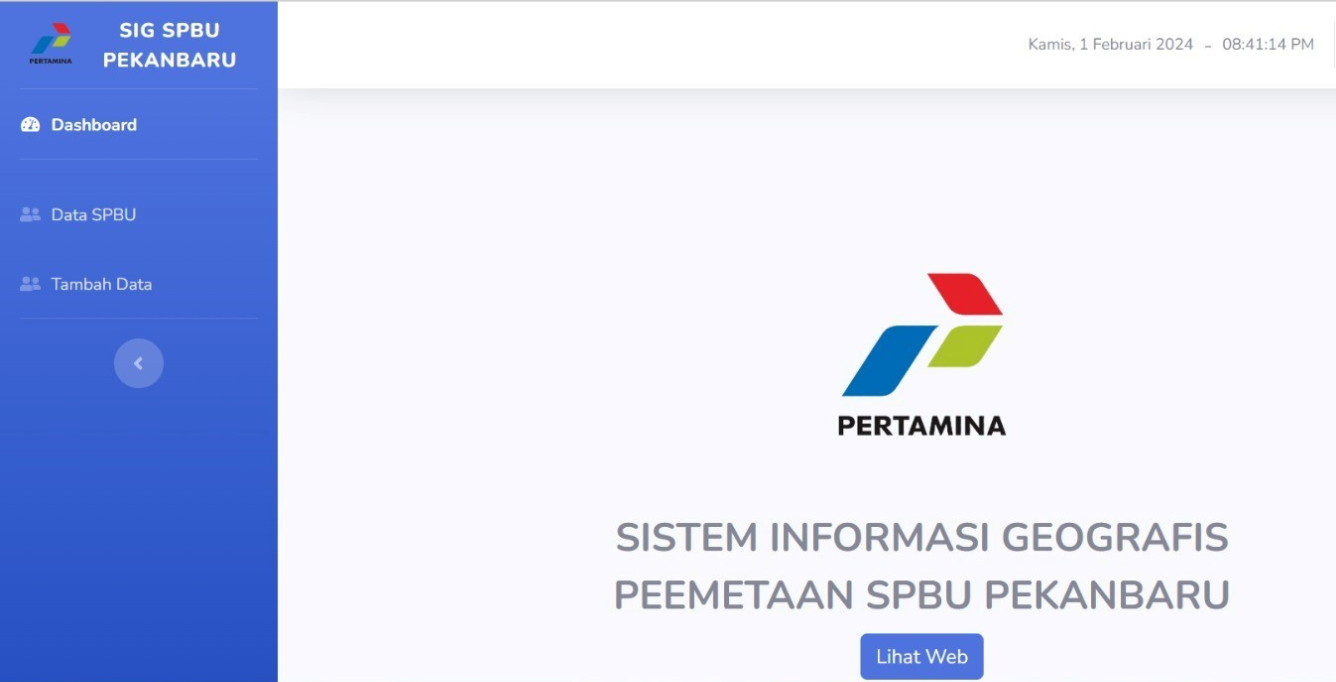 PERTAMINA
SIG SPBU
PEKANBARU
Kamis, 1 Februari 2024 - 08:41:14 PM
Dashboard
Data SPBU
Tambah Data
PERTAMINA
SISTEM INFORMASI GEOGRAFIS
PEEMETAAN SPBU PEKANBARU
Lihat Web